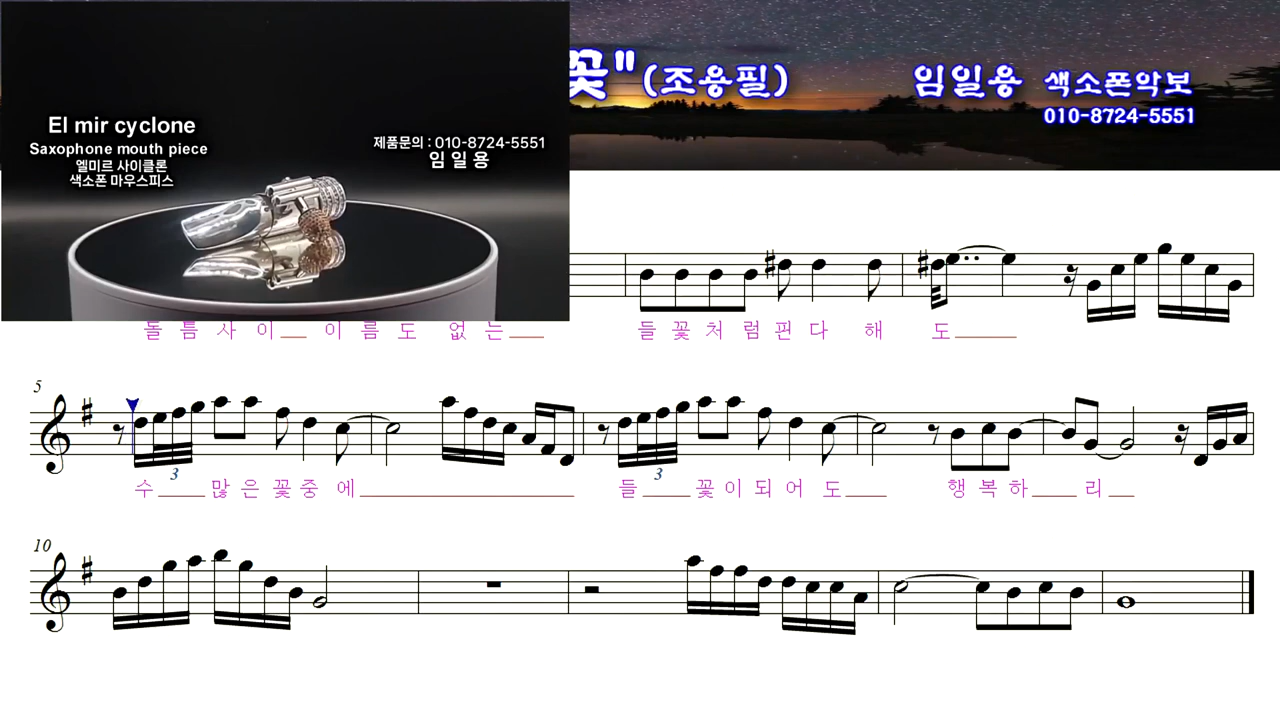 꽃"(조용필)
임일용 색소폰악보
010-8724-5551
El mir cyclone
Saxophone mouth piece
엘미르 사이클론
색소폰 마우스피스
제품문의 : 010-8724-5551
임 일 용
돌 틈 사 이 이 름 도 없 는 들 꽃 처 럼 핀 다 해 도
5
3 3
수 많 은 꽃 중 에 들 꽃 이 되 어 도 행 복 하 리
10